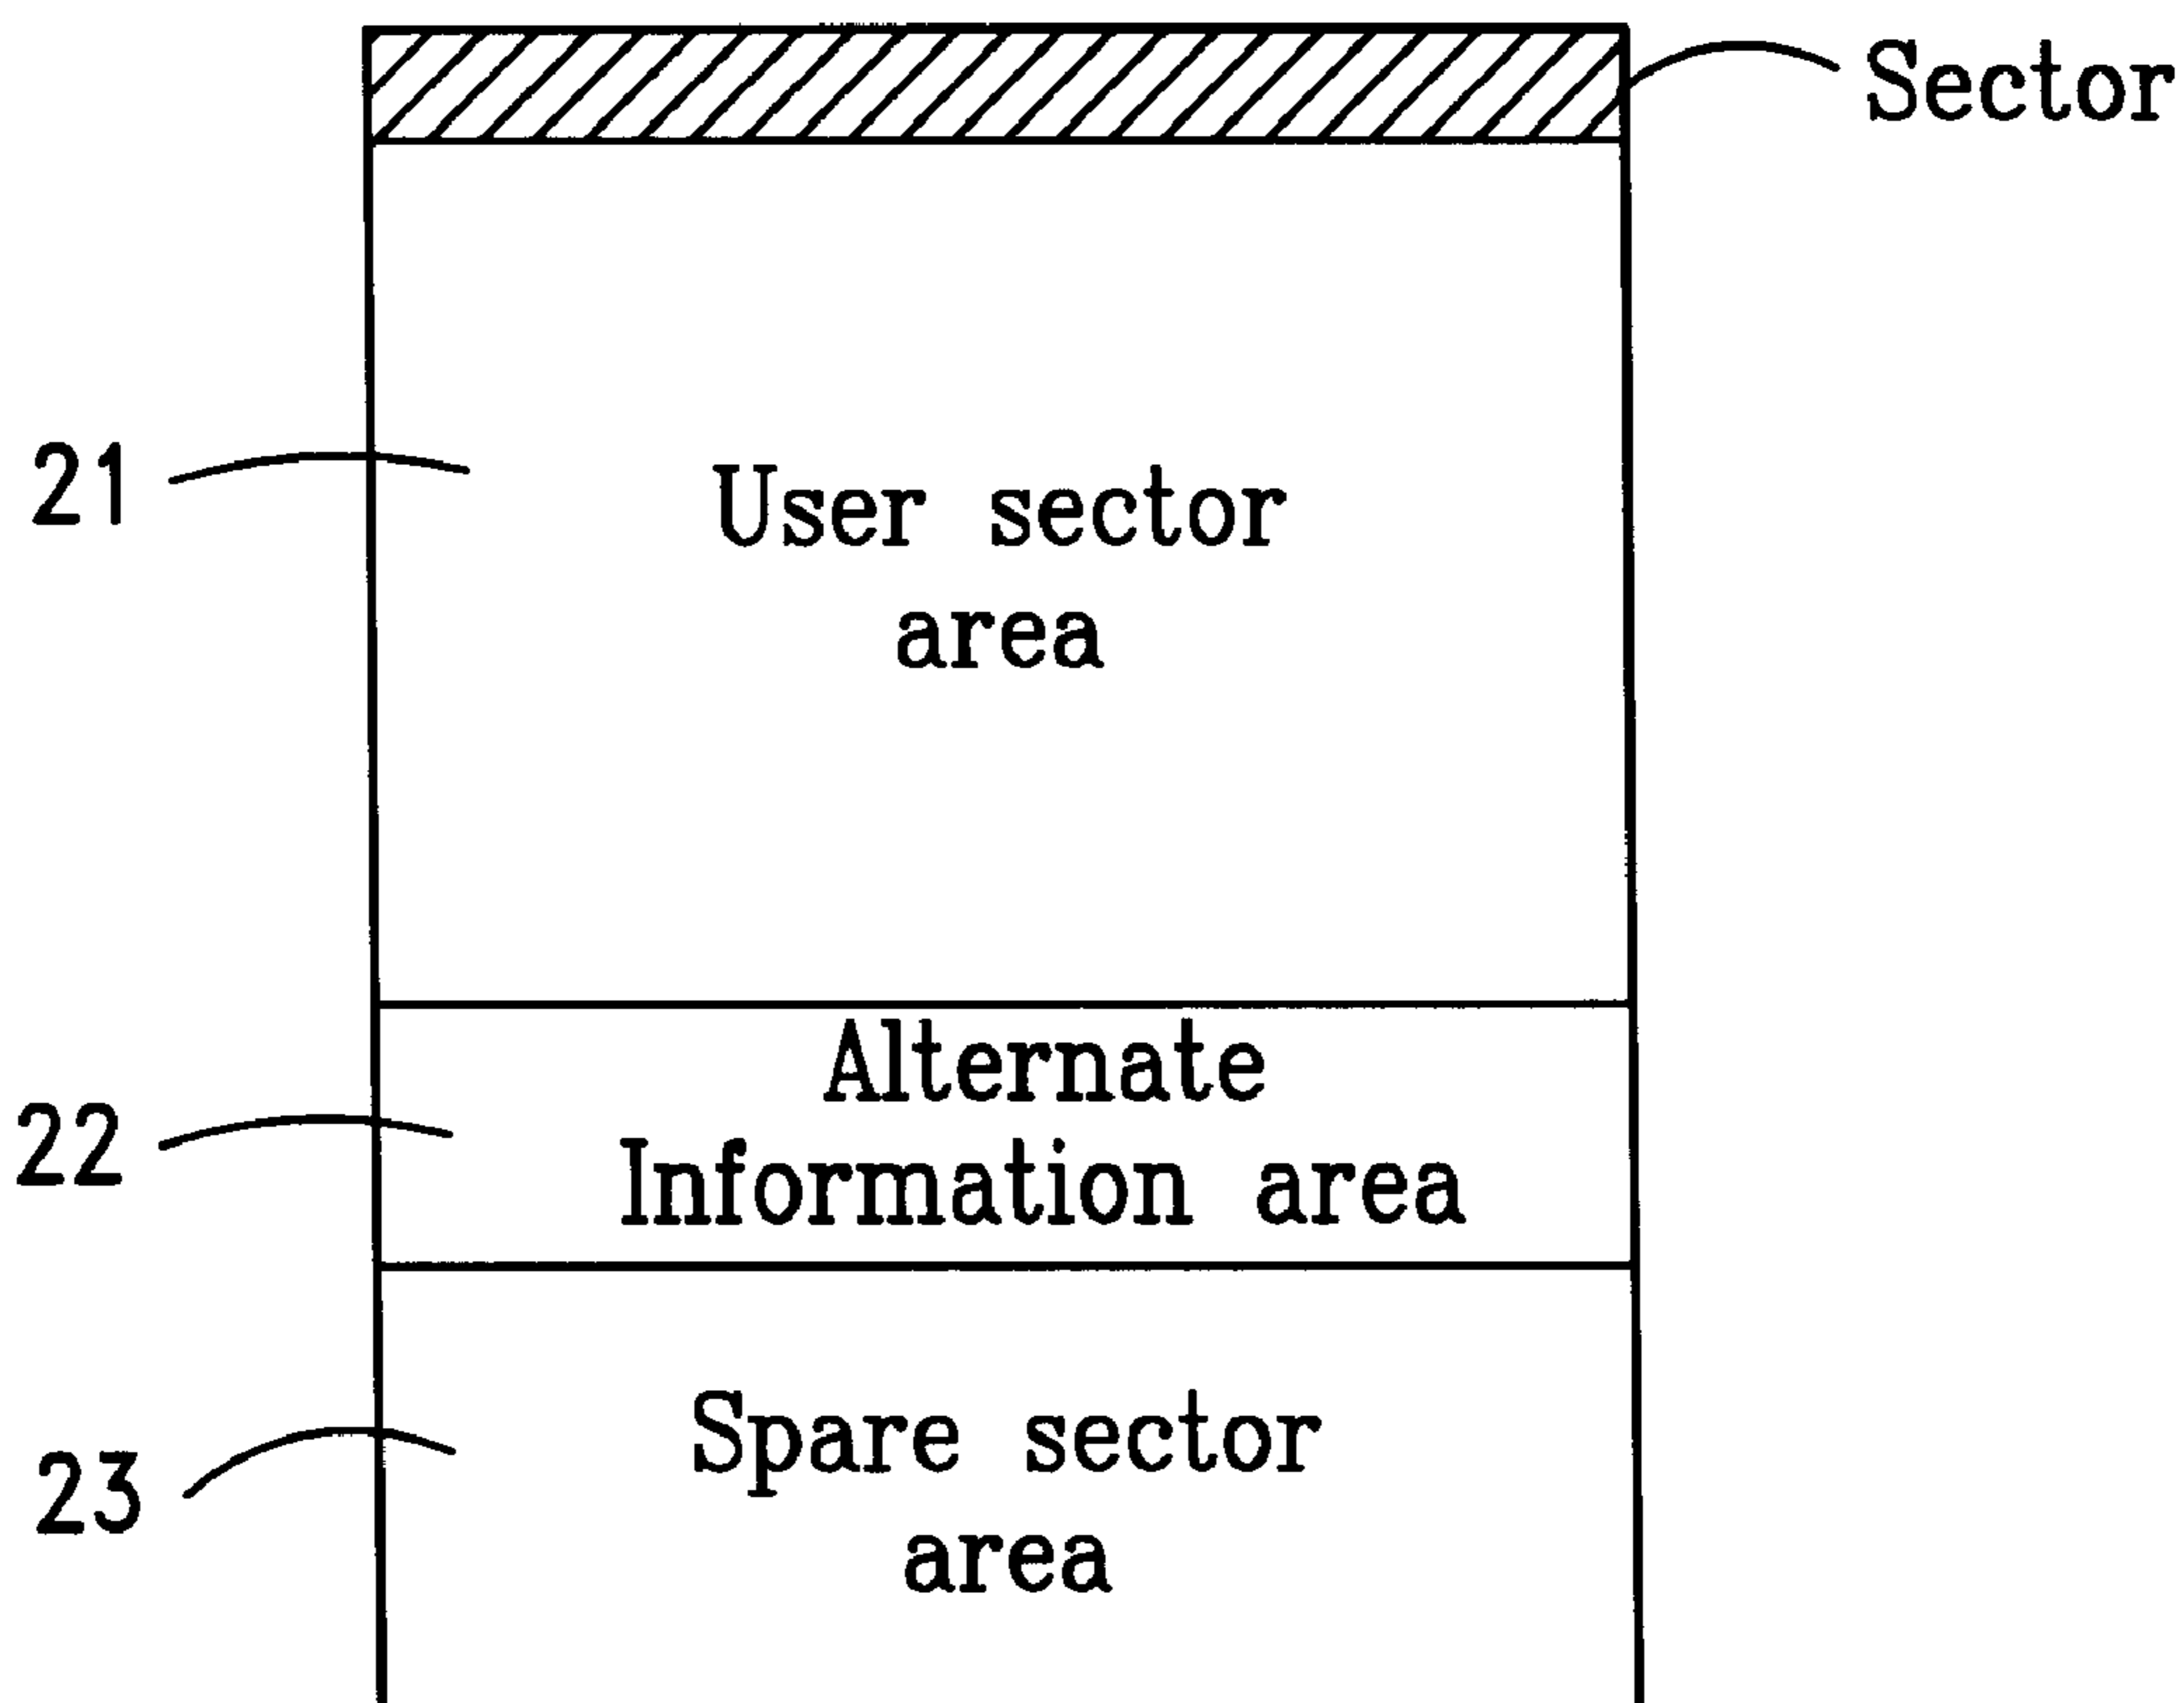 Sector
21
User sector
area
22
Alternate
Information area
23
Spare sector
area